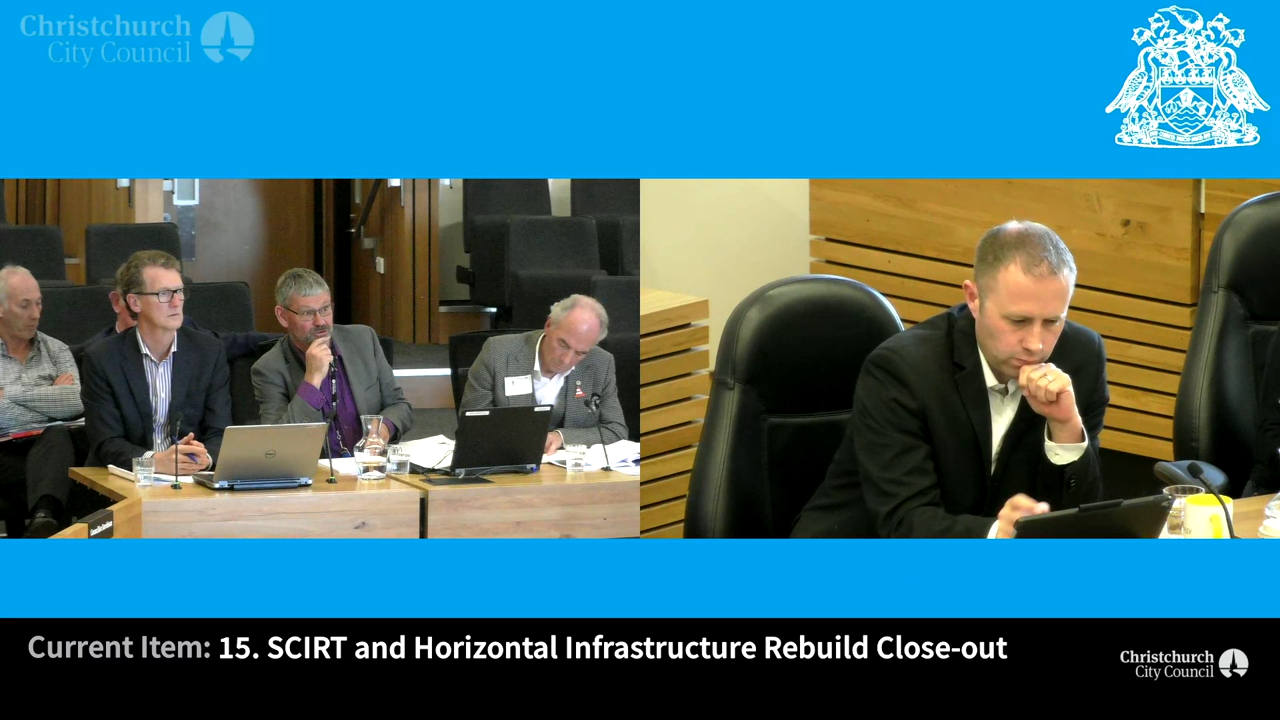 Christchurch
City Council
Current Item: 15. SCIRT and Horizontal Infrastructure Rebuild Close-out
Christchurch
City Council